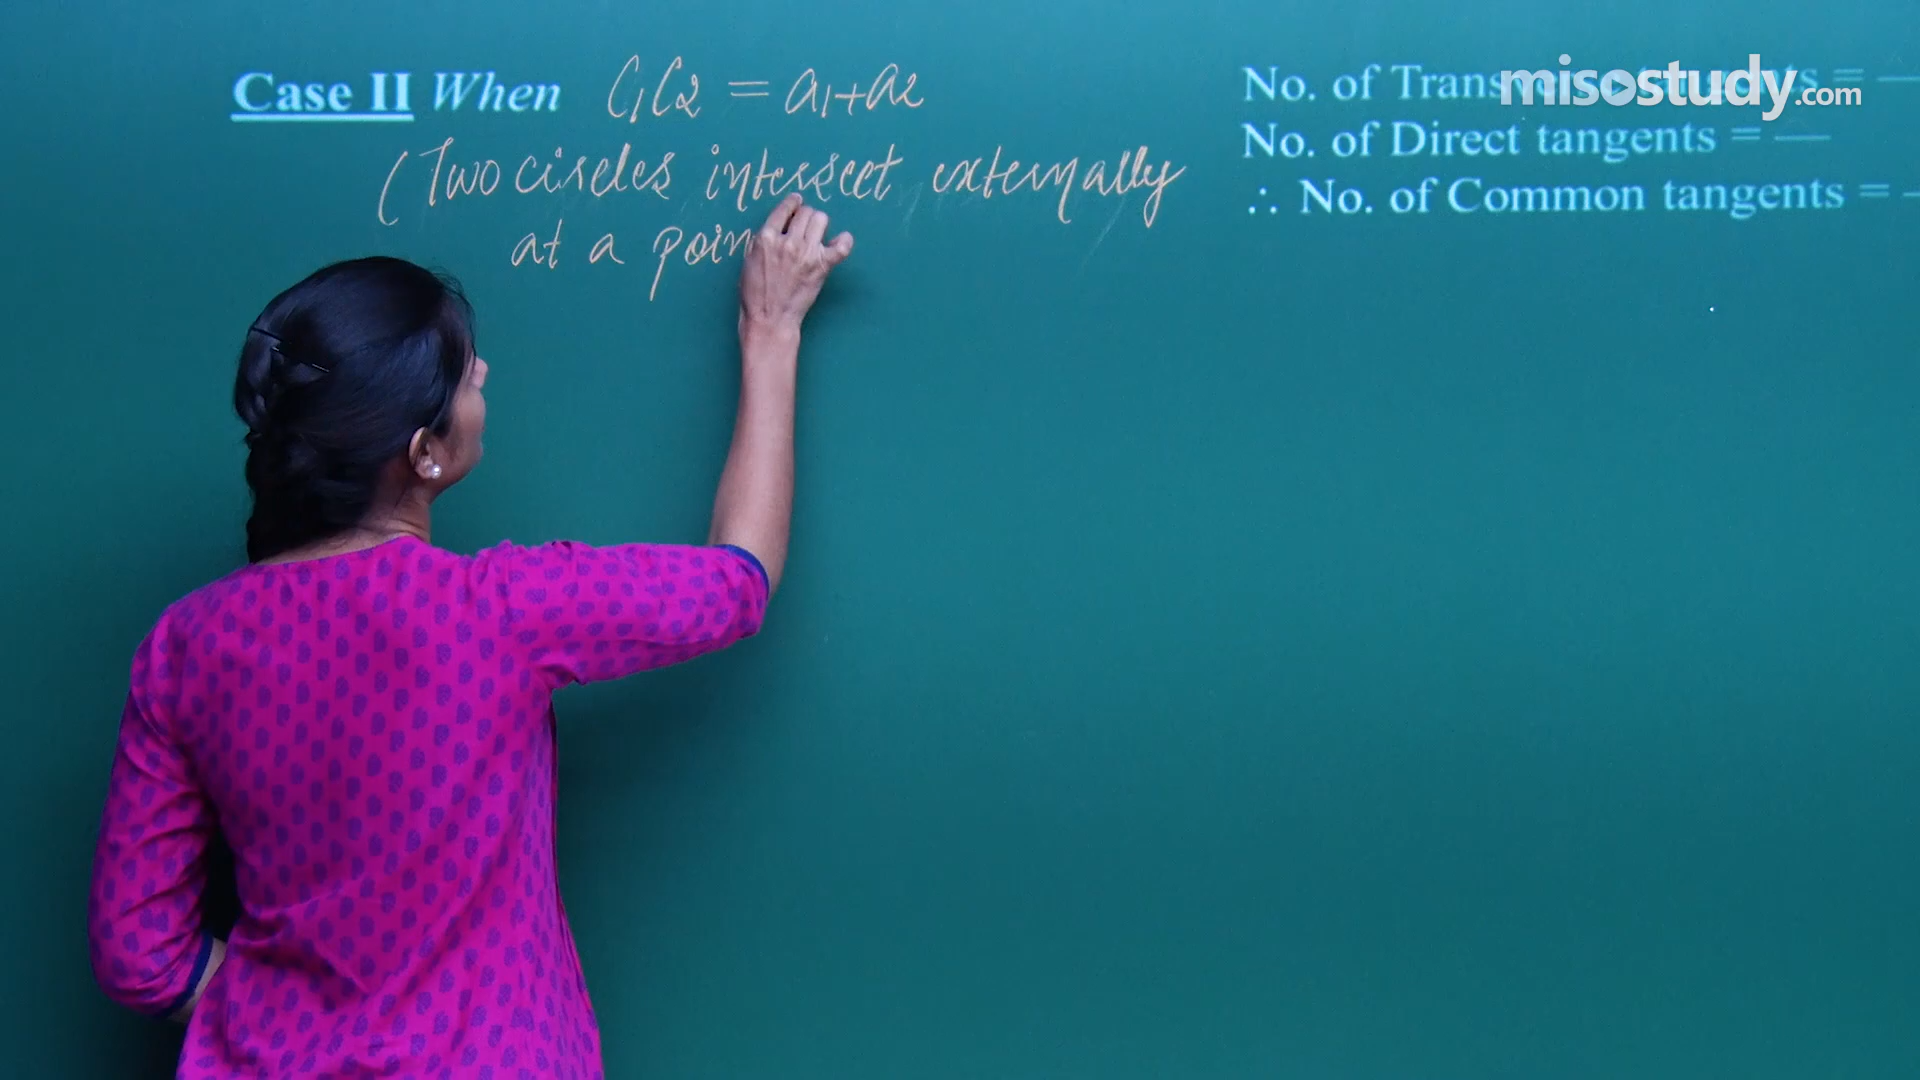 Case II When C1C2 = a1+a2
(Two circles intersect externally
at a poin
No. of Trans
No. of Direct tangents = —
∴ No. of Common tangents = -
misostudy.com